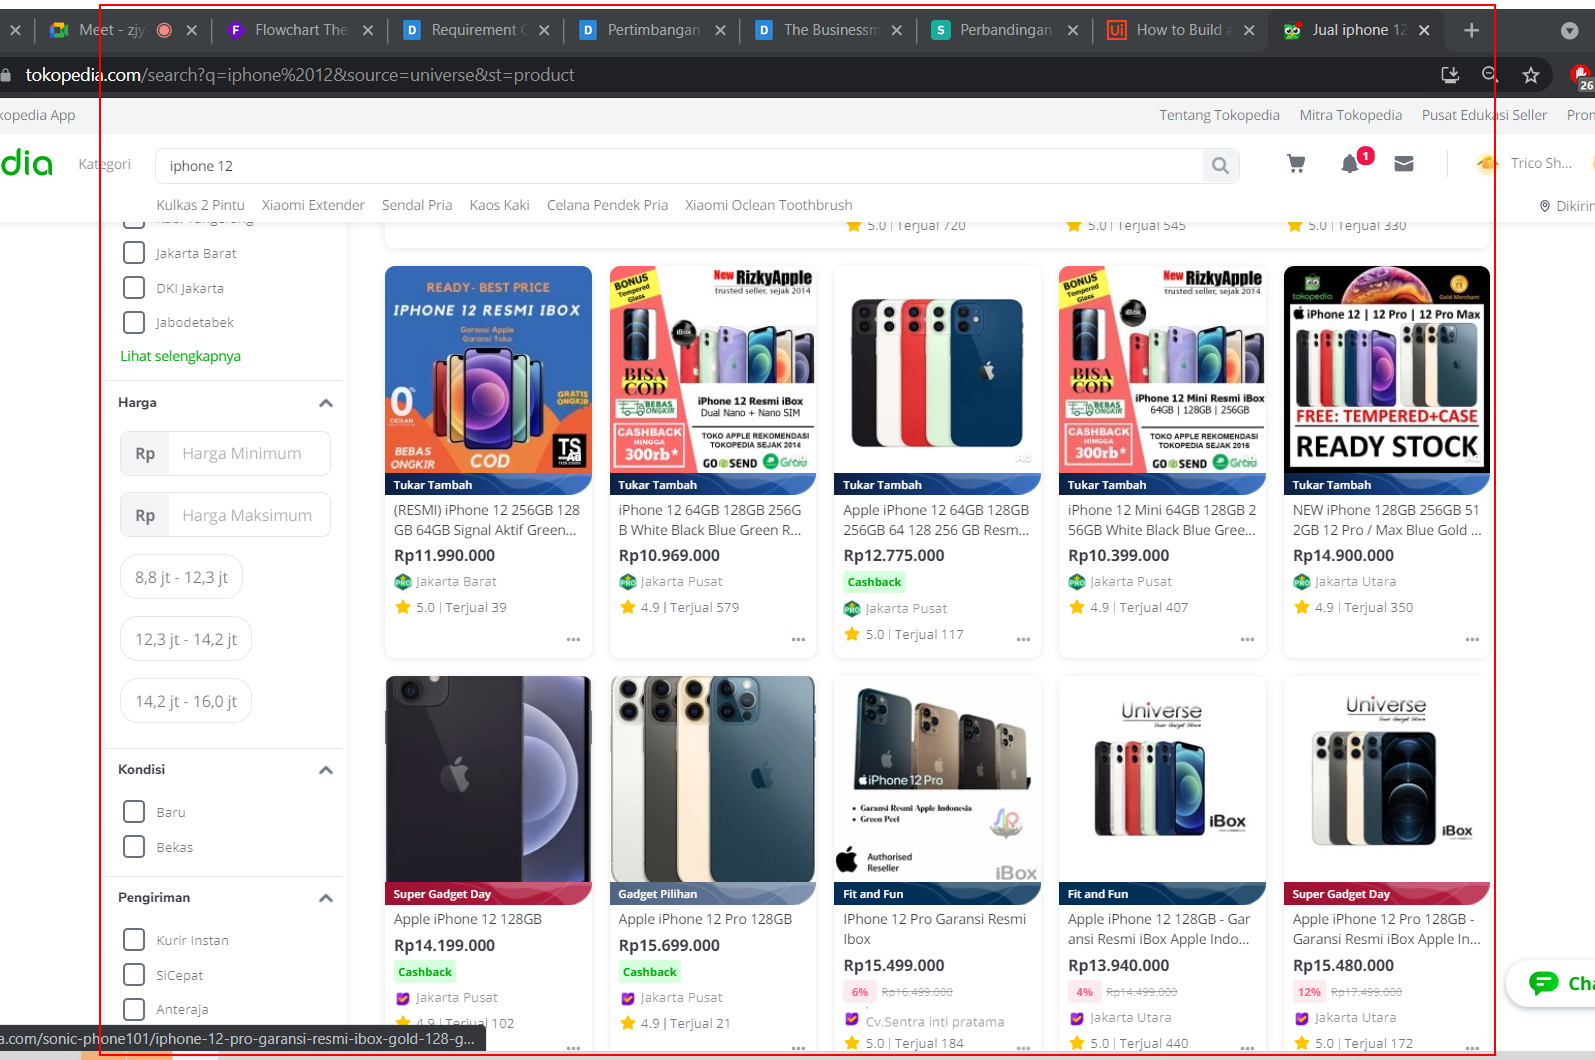 Meet - zjy
Flowchart The
Requirement G
Pertimbangan
The Businessm
Perbandingan
How to Build a
Jual iphone 12
tokopedia.com/search?q=iphone%2012&source=universe&st=product
26
kopedia App
Tentang Tokopedia
Mitra Tokopedia
Pusat Edukasi Seller
Pron
dia
Kategori
iphone 12
1
Trico Sh...
Kulkas 2 Pintu
Xiaomi Extender
Sendal Pria
Kaos Kaki
Celana Pendek Pria
Xiaomi Oclean Toothbrush
Dikirin
Kab. Tangerang
Jakarta Barat
DKI Jakarta
Jabodetabek
Lihat selengkapnya
Harga
Rp Harga Minimum
Rp Harga Maksimum
8,8 jt - 12,3 jt
12,3 jt - 14,2 jt
14,2 jt - 16,0 jt
Kondisi
Baru
Bekas
Pengiriman
Kurir Instan
SiCepat
Anteraja
5.0 | Terjual 720
5.0 | Terjual 545
5.0 | Terjual 330
READY- BEST PRICE
IPHONE 12 RESMI IBOX
Garansi Apple
Garansi Toko
0%
CICILAN
GRATIS
ONGKIR
BEBAS
ONGKIR
COD
TS
Ad
Tukar Tambah
(RESMI) iPhone 12 256GB 128
GB 64GB Signal Aktif Green...
Rp11.990.000
PRO Jakarta Barat
5.0 | Terjual 39
BONUS
Tempered
Glass
New RizkyApple
trusted seller, sejak 2014
iBox
BISA
COD
BEBAS
ONGKIR
iPhone 12 Resmi iBox
Dual Nano + Nano SIM
CASHBACK
HINGGA
300rb*
TOKO APPLE REKOMENDASI
TOKOPEDIA SEJAK 2014
GO SEND Grab
Tukar Tambah
iPhone 12 64GB 128GB 256G
B White Black Blue Green R...
Rp10.969.000
PRO Jakarta Pusat
4.9 | Terjual 579
Ad
Tukar Tambah
Apple iPhone 12 64GB 128GB
256GB 64 128 256 GB Resm...
Rp12.775.000
Cashback
PRO Jakarta Pusat
5.0 | Terjual 117
BONUS
Tempered
Glass
New RizkyApple
trusted seller, sejak 2014
iBox
BISA
COD
BEBAS
ONGKIR
iPhone 12 Mini Resmi iBox
64GB | 128GB | 256GB
CASHBACK
HINGGA
300rb*
TOKO APPLE REKOMENDASI
TOKOPEDIA SEJAK 2016
GO SEND Grab
Tukar Tambah
iPhone 12 Mini 64GB 128GB 2
56GB White Black Blue Gree...
Rp10.399.000
PRO Jakarta Pusat
4.9 | Terjual 407
tokopedia
Gold Merchant
iPhone 12 | 12 Pro | 12 Pro Max
FREE: TEMPERED+CASE
READY STOCK
Ad
Tukar Tambah
NEW iPhone 128GB 256GB 51
2GB 12 Pro / Max Blue Gold ...
Rp14.900.000
PRO Jakarta Utara
4.9 | Terjual 350
Super Gadget Day
Apple iPhone 12 128GB
Rp14.199.000
Cashback
Jakarta Pusat
4.9 | Terjual 102
Gadget Pilihan
Apple iPhone 12 Pro 128GB
Rp15.699.000
Cashback
Jakarta Pusat
4.9 | Terjual 21
iPhone 12 Pro
• Garansi Resmi Apple Indonesia
• Green Peel
Authorised
Reseller
iBox
Fit and Fun
IPhone 12 Pro Garansi Resmi
Ibox
Rp15.499.000
6% Rp16.499.000
Cv.Sentra inti pratama
5.0 | Terjual 184
Universe
Your Gadget Store
iBox
Fit and Fun
Apple iPhone 12 128GB - Gar
ansi Resmi iBox Apple Indo...
Rp13.940.000
4% Rp14.499.000
Jakarta Utara
5.0 | Terjual 440
Universe
Your Gadget Store
iBox
Super Gadget Day
Apple iPhone 12 Pro 128GB -
Garansi Resmi iBox Apple In...
Rp15.480.000
12% Rp17.499.000
Jakarta Utara
5.0 | Terjual 172
Cha
a.com/sonic-phone101/iphone-12-pro-garansi-resmi-ibox-gold-128-g...